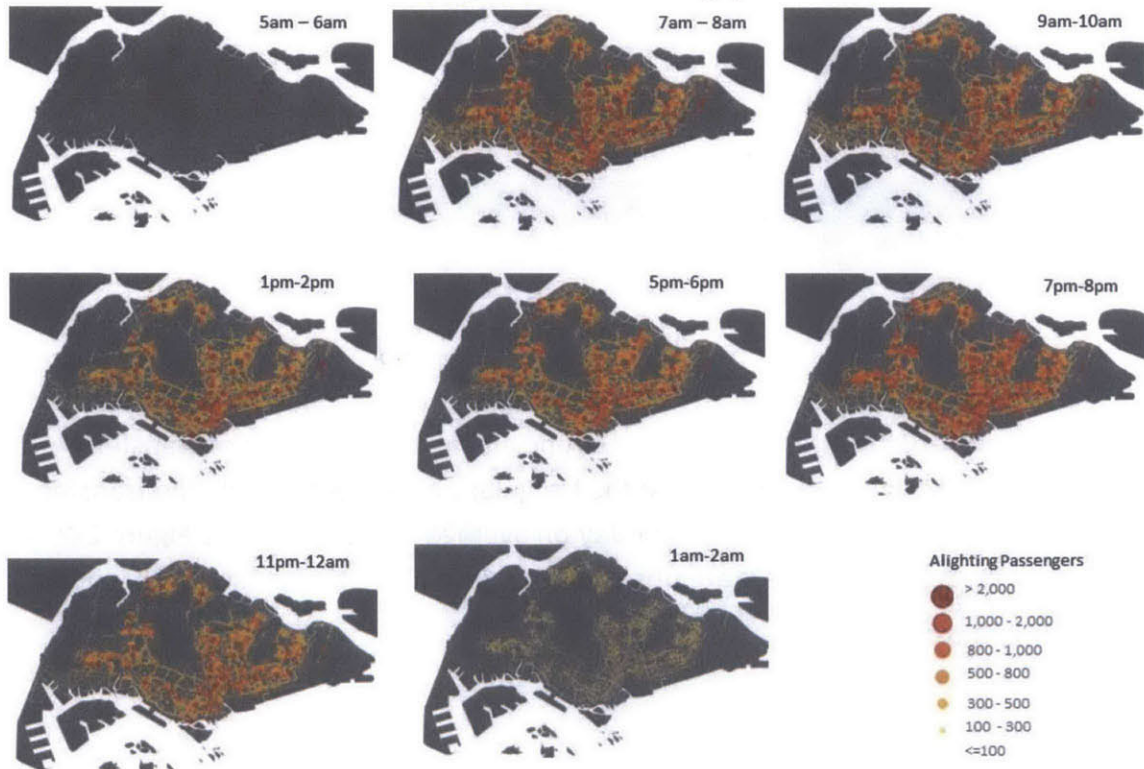 5am – 6am
7am – 8am
9am-10am
1pm-2pm
5pm-6pm
7pm-8pm
11pm-12am
1am-2am
Alighting Passengers
> 2,000
1,000 - 2,000
800 - 1,000
500 - 800
300 - 500
100 - 300
<=100